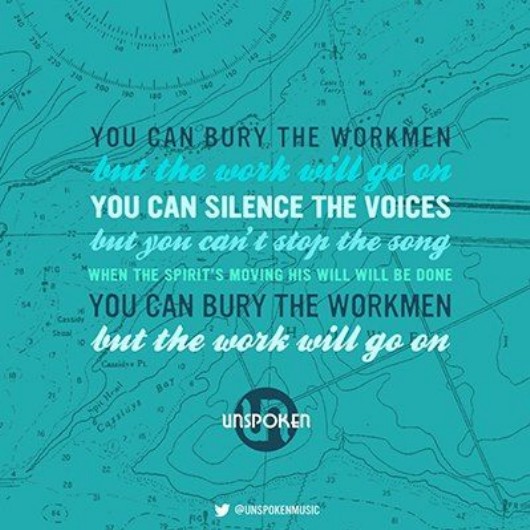 YOU CAN BURY THE WORKMEN
but the work will go on
YOU CAN SILENCE THE VOICES
but you can't stop the song
WHEN THE SPIRIT'S MOVING HIS WILL WILL BE DONE
YOU CAN BURY THE WORKMEN
but the work will go on
UNSPOKEN
@UNSPOKENMUSIC